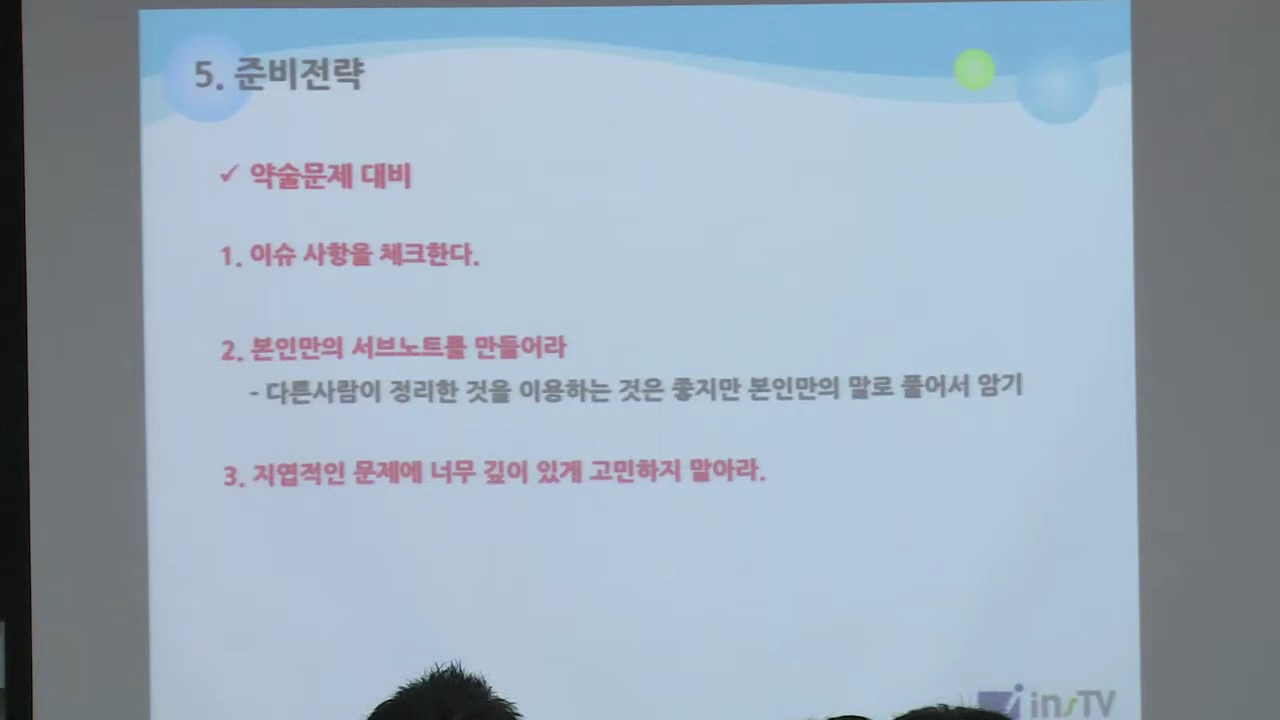 5. 준비전략
✓ 약술문제 대비
1. 이슈 사항을 체크한다.
2. 본인만의 서브노트를 만들어라
- 다른사람이 정리한 것을 이용하는 것은 좋지만 본인만의 말로 풀어서 암기
3. 지엽적인 문제에 너무 깊이 있게 고민하지 말아라.
insTV